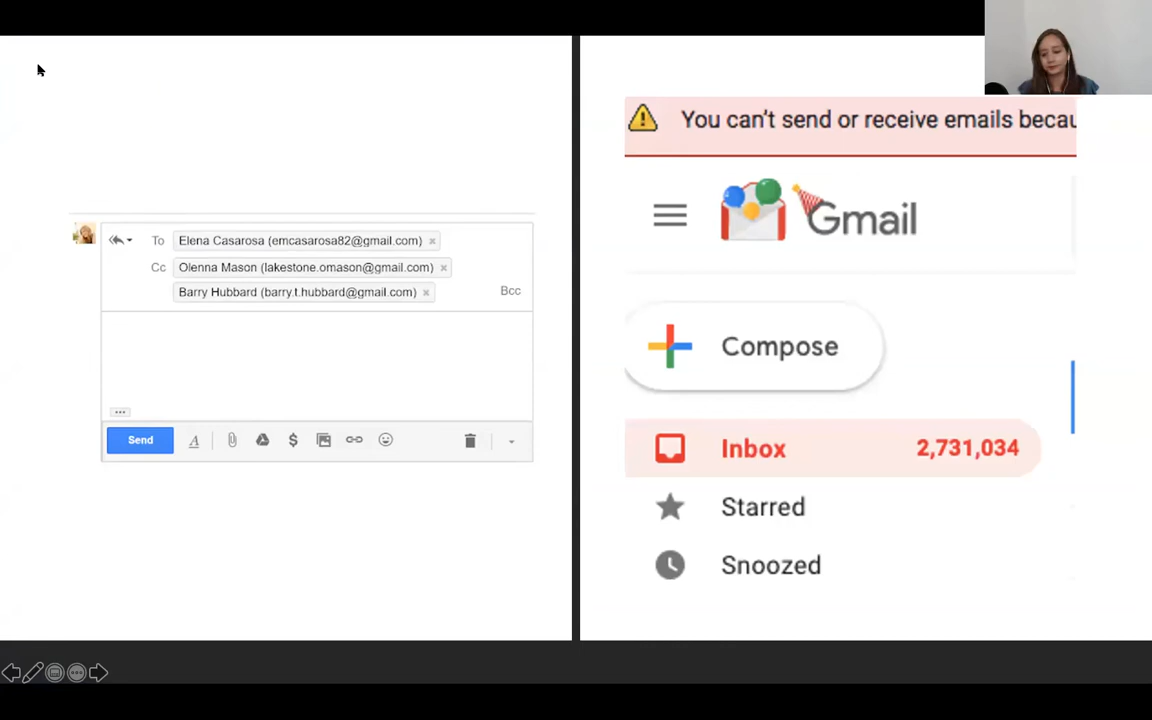 To Elena Casarosa (emcasarosa82@gmail.com) ×
Cc Olenna Mason (lakestone.omason@gmail.com) ×
Barry Hubbard (barry.t.hubbard@gmail.com) × Bcc
Send A $
You can't send or receive emails becau
Gmail
Compose
Inbox 2,731,034
Starred
Snoozed